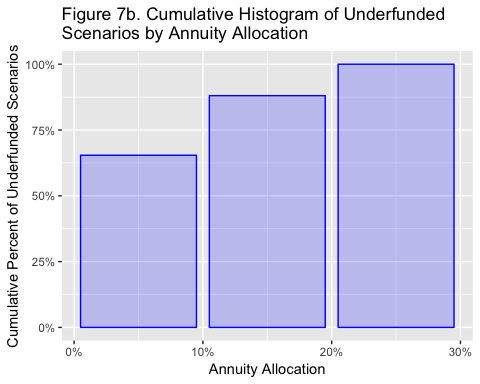 Figure 7b. Cumulative Histogram of Underfunded
Scenarios by Annuity Allocation
Cumulative Percent of Underfunded Scenarios
100%
75%
50%
25%
0%
0%
10%
20%
30%
Annuity Allocation